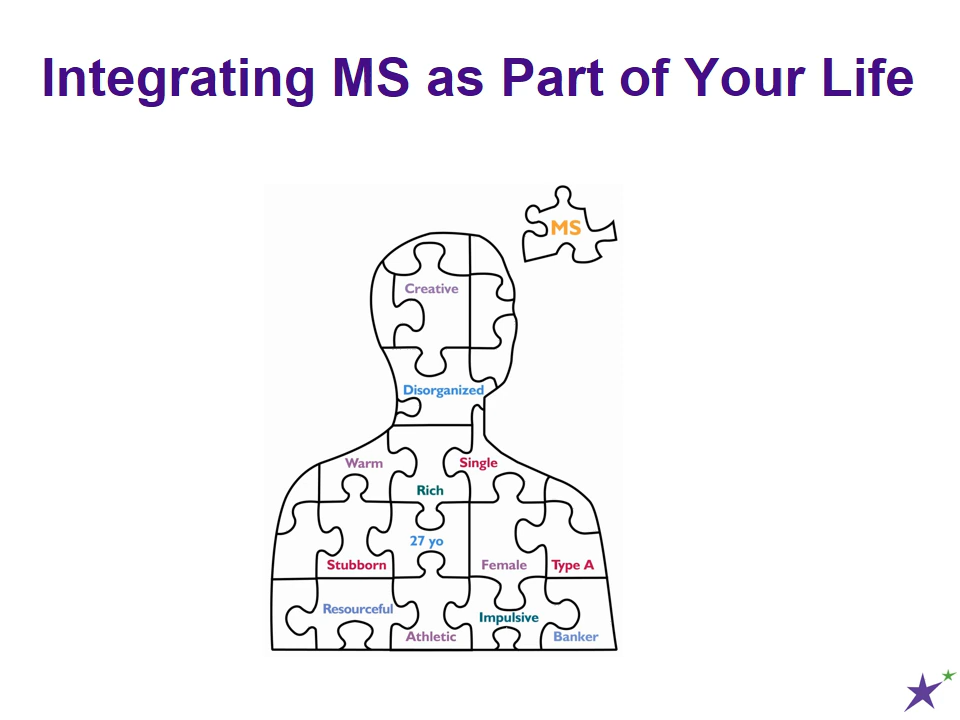 Integrating MS as Part of Your Life
MS
Creative
Disorganized
Warm
Single
Rich
27 yo
Stubborn
Female
Type A
Resourceful
Impulsive
Athletic
Banker